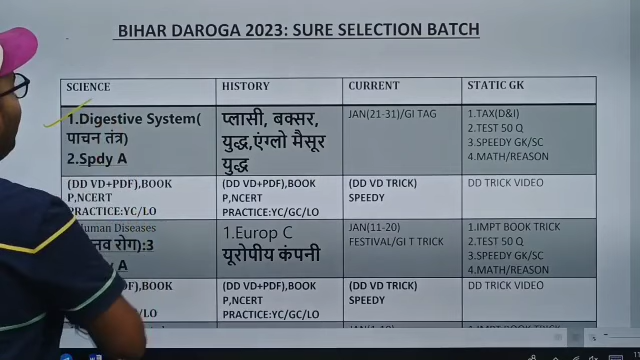 BIHAR DAROGA 2023: SURE SELECTION BATCH
SCIENCE HISTORY CURRENT STATIC GK
1.Digestive System(
पाचन तंत्र)
2.Spdy A
प्लासी, बक्सर,
युद्ध,एंग्लो मैसूर
युद्ध
JAN(21-31)/GI TAG
1.TAX(D&I)
2.TEST 50 Q
3.SPEEDY GK/SC
4.MATH/REASON
(DD VD+PDF),BOOK
P,NCERT
PRACTICE:YC/LO
(DD VD+PDF),BOOK
P,NCERT
PRACTICE:YC/GC/LO
(DD VD TRICK)
SPEEDY
DD TRICK VIDEO
Human Diseases
रोग):3
A
1.Europ C
यूरोपीय कंपनी
JAN(11-20)
FESTIVAL/GI T TRICK
1.IMPT BOOK TRICK
2.TEST 50 Q
3.SPEEDY GK/SC
4.MATH/REASON
DF),BOOK
YC/LO
(DD VD+PDF),BOOK
P,NCERT
PRACTICE:YC/GC/LO
(DD VD TRICK)
SPEEDY
DD TRICK VIDEO